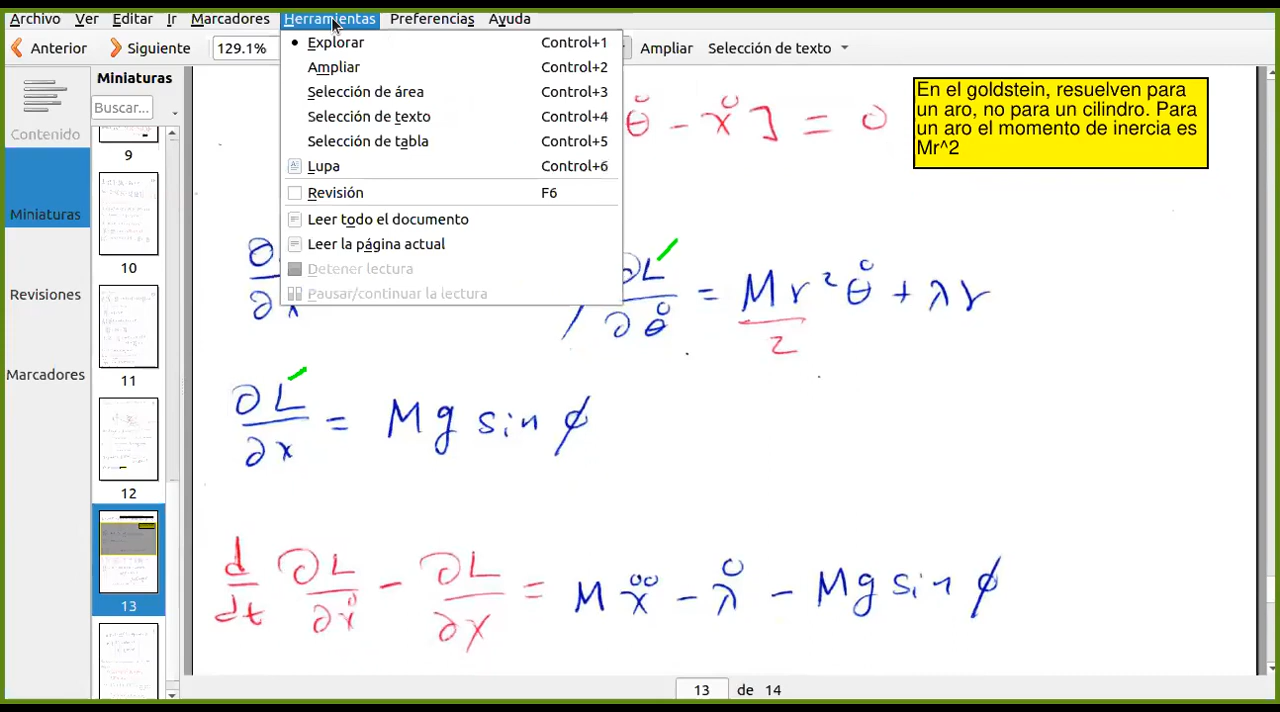 Archivo Ver Editar Ir Marcadores Herramientas Preferencias Ayuda
Anterior Siguiente 129.1% Ampliar Selección de texto
Explorar Control+1
Ampliar Control+2
Selección de área Control+3
Selección de texto Control+4
Selección de tabla Control+5
Lupa Control+6
Revisión F6
Leer todo el documento
Leer la página actual
Detener lectura
Pausar/continuar la lectura
Miniaturas
Buscar...
Contenido
Miniaturas
Revisiones
Marcadores
9
10
11
12
13
En el goldstein, resuelven para
un aro, no para un cilindro. Para
un aro el momento de inercia es
Mr^2
θ̊ - x̊ ] = 0
∂L/∂θ̊ = Mr²/2 θ̊ + λr
∂L/∂x = Mg sin ϕ
d/dt ∂L/∂x̊ - ∂L/∂x = M x̊̊ - λ̊ - Mg sin ϕ
13 de 14